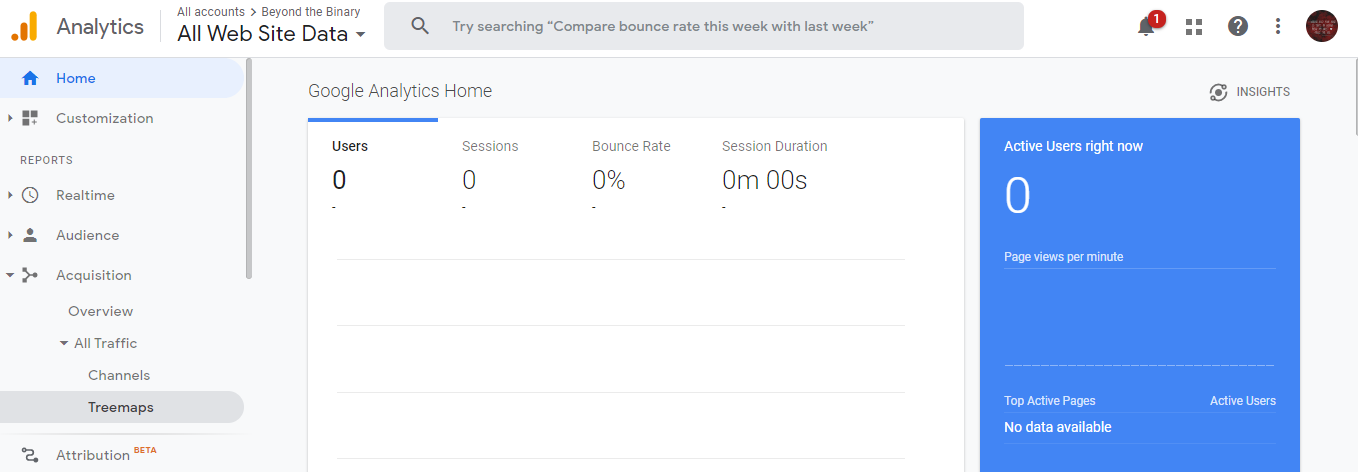 Analytics
All accounts > Beyond the Binary
All Web Site Data
Try searching “Compare bounce rate this week with last week”
1
Home
Customization
REPORTS
Realtime
Audience
Acquisition
Overview
All Traffic
Channels
Treemaps
Attribution BETA
Google Analytics Home
INSIGHTS
Users Sessions Bounce Rate Session Duration
0 0 0% 0m 00s
- - - -
Active Users right now
0
Page views per minute
Top Active Pages Active Users
No data available